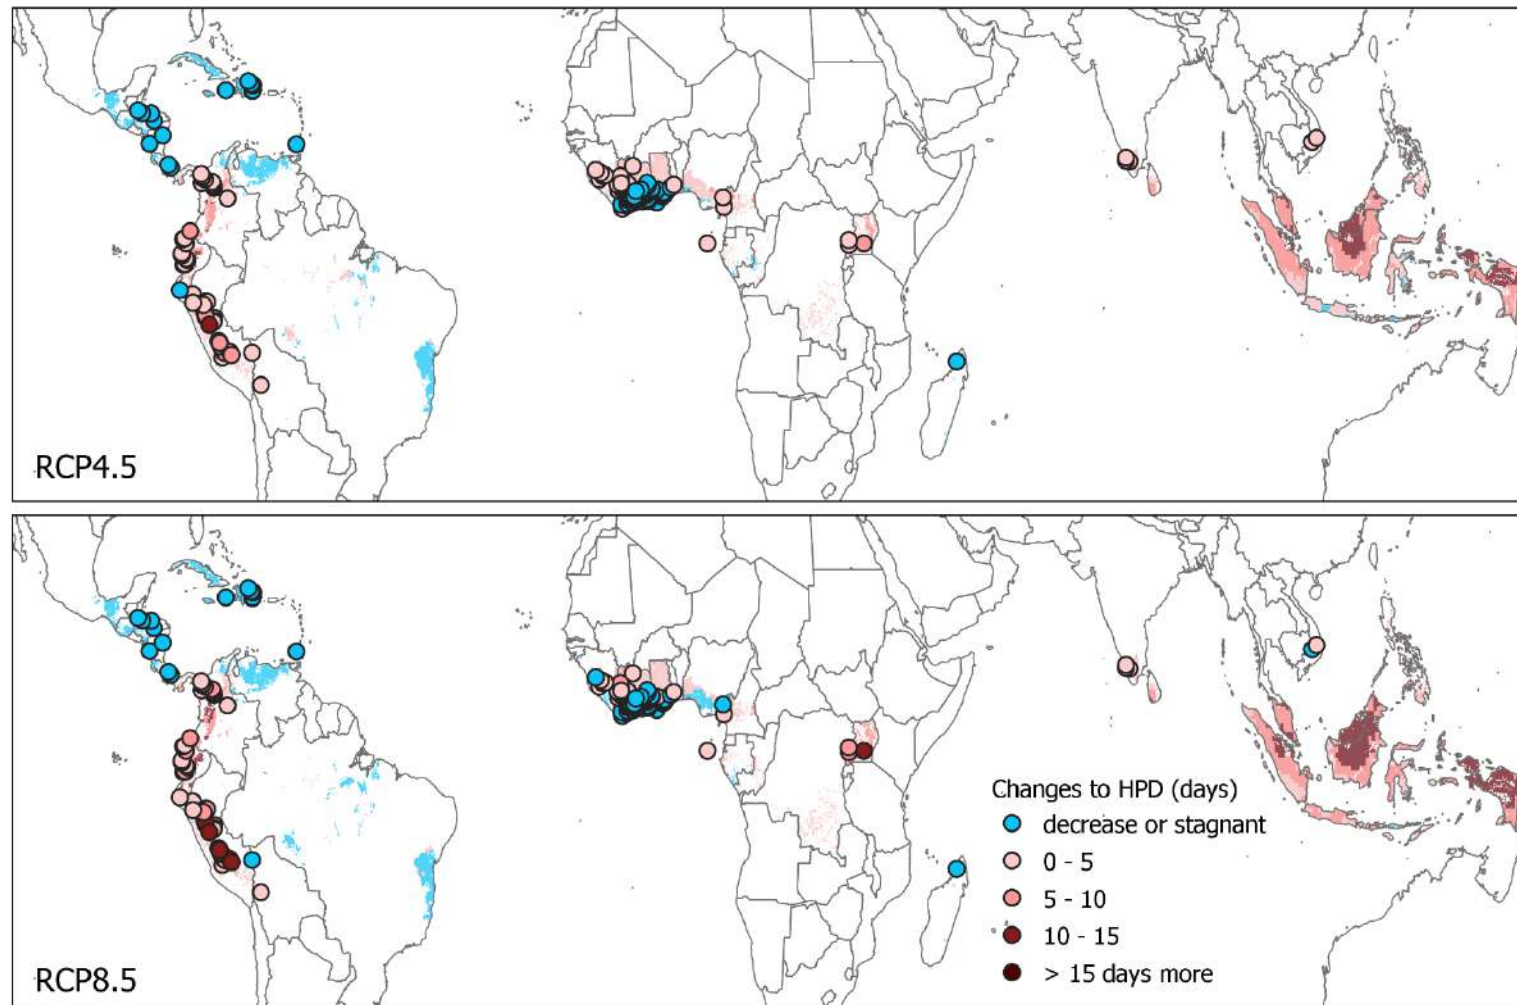 RCP4.5
Changes to HPD (days)
decrease or stagnant
0 - 5
5 - 10
10 - 15
> 15 days more
RCP8.5